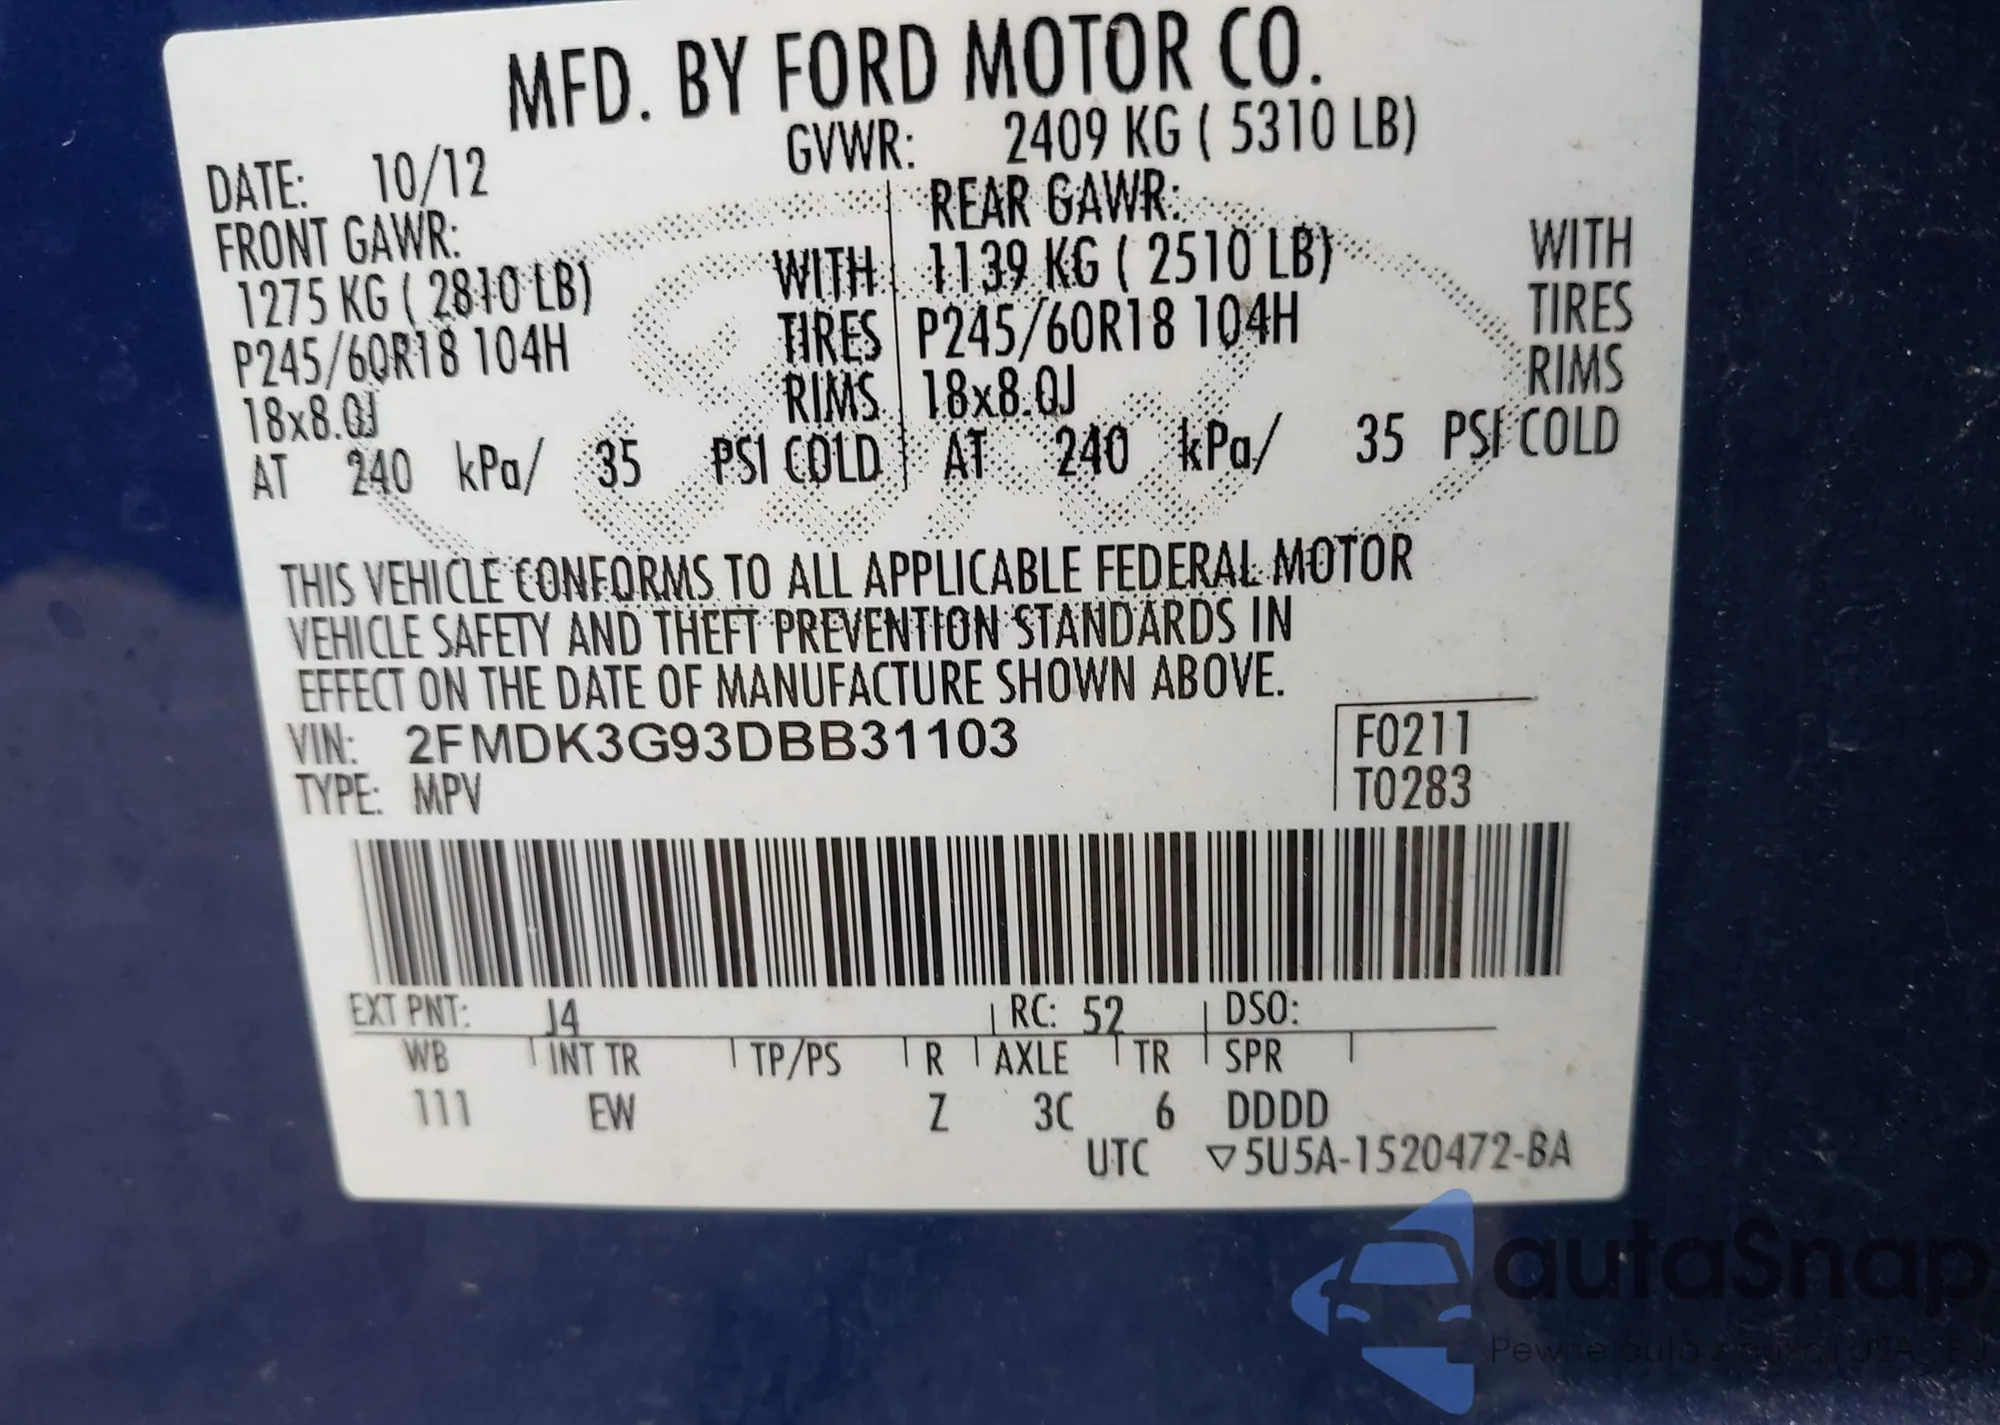 MFD. BY FORD MOTOR CO.
DATE: 10/12 GVWR: 2409 KG ( 5310 LB)
FRONT GAWR: REAR GAWR:
1275 KG ( 2810 LB) WITH 1139 KG ( 2510 LB) WITH
P245/60R18 104H TIRES P245/60R18 104H TIRES
18x8.0J RIMS 18x8.0J RIMS
AT 240 kPa/ 35 PSI COLD AT 240 kPa/ 35 PSI COLD
THIS VEHICLE CONFORMS TO ALL APPLICABLE FEDERAL MOTOR
VEHICLE SAFETY AND THEFT PREVENTION STANDARDS IN
EFFECT ON THE DATE OF MANUFACTURE SHOWN ABOVE.
VIN: 2FMDK3G93DBB31103 F0211
TYPE: MPV T0283
EXT PNT: J4 RC: 52 DSO:
WB INT TR TP/PS R AXLE TR SPR
111 EW Z 3C 6 DDDD
UTC ▽5U5A-1520472-BA
autaSnap
Pewne auto z